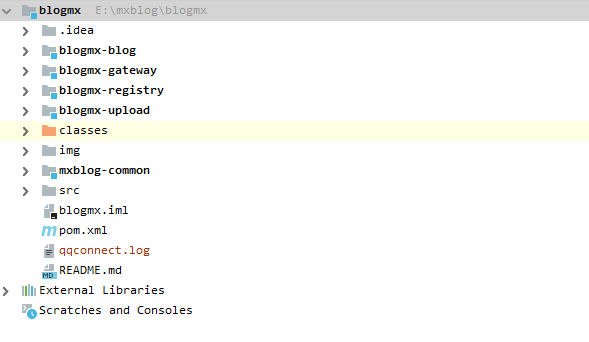 blogmx E:\mxblog\blogmx
.idea
blogmx-blog
blogmx-gateway
blogmx-registry
blogmx-upload
classes
img
mxblog-common
src
blogmx.iml
m pom.xml
qqconnect.log
MD README.md
External Libraries
Scratches and Consoles